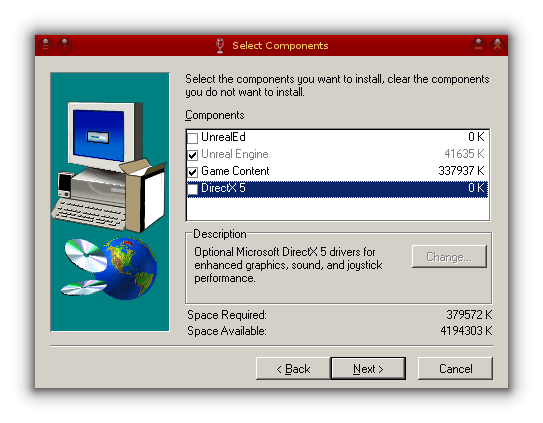 Select Components
Select the components you want to install, clear the components
you do not want to install.
Components
UnrealEd 0 K
Unreal Engine 41635 K
Game Content 337937 K
DirectX 5 0 K
Description
Optional Microsoft DirectX 5 drivers for
enhanced graphics, sound, and joystick
performance.
Change...
Space Required: 379572 K
Space Available: 4194303 K
< Back Next > Cancel